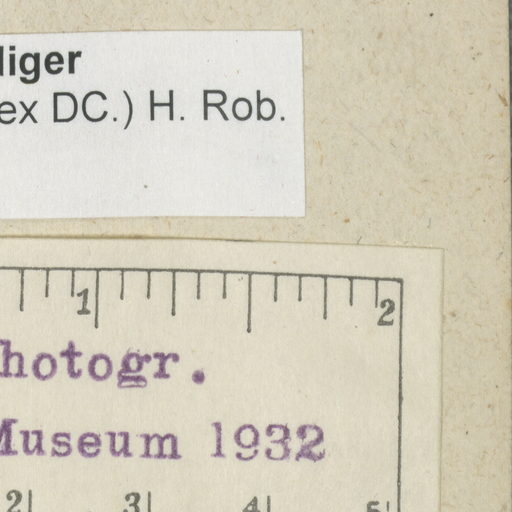 liger
ex DC.) H. Rob.
1 2
hotogr.
Museum 1932
2 3 4 5